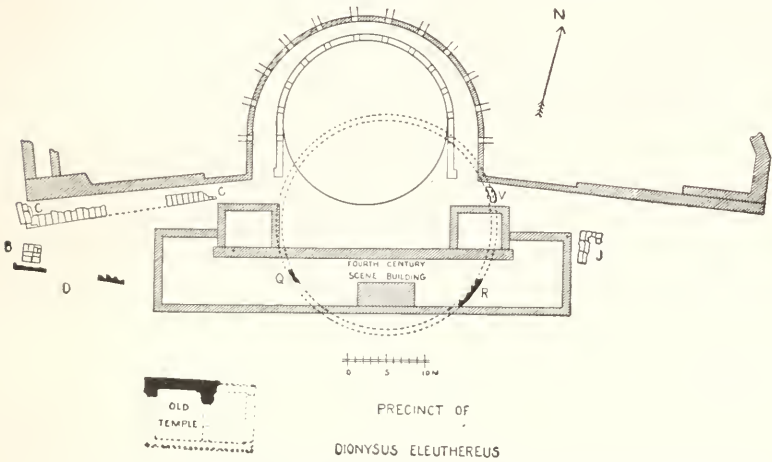 N
C
C
V
B
J
D
Q
FOURTH CENTURY
SCENE BUILDING
R
0 5 10 M
OLD
TEMPLE
PRECINCT OF
DIONYSUS ELEUTHEREUS